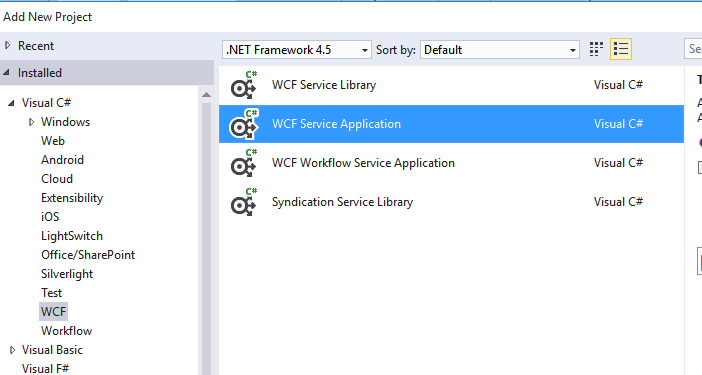 Add New Project
Recent
Installed
.NET Framework 4.5
Sort by:
Default
Visual C#
Windows
Web
Android
Cloud
Extensibility
iOS
LightSwitch
Office/SharePoint
Silverlight
Test
WCF
Workflow
Visual Basic
Visual F#
C#
WCF Service Library
Visual C#
C#
WCF Service Application
Visual C#
C#
WCF Workflow Service Application
Visual C#
C#
Syndication Service Library
Visual C#